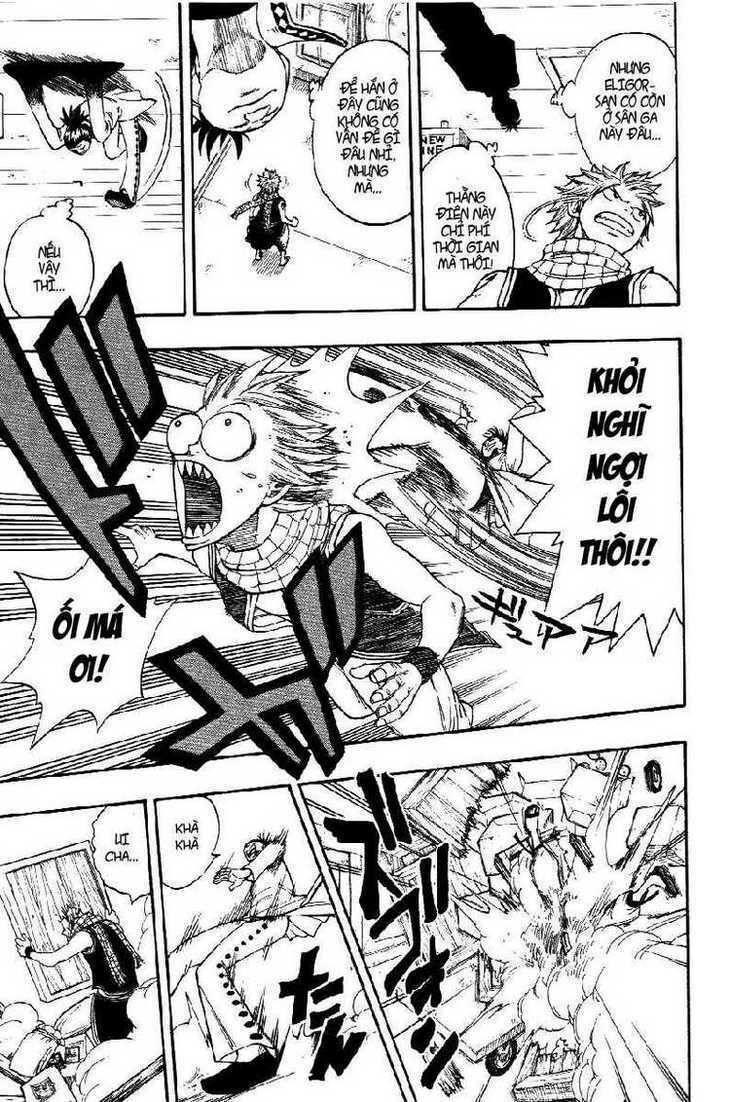 NHƯNG
ELIGOR-
SAN CÓ CÒN
Ở SÂN GA
NÀY ĐÂU...
NEW
INE
THẰNG
ĐIÊN NÀY
CHỈ PHÍ
THỜI GIAN
MÀ THÔI!
ĐỂ HẮN Ở
ĐÂY CŨNG
KHÔNG CÓ
VẤN ĐỀ GÌ
ĐÂU NHỈ,
NHƯNG
MÀ...
NẾU
VẬY
THÌ...
KHỎI
NGHĨ
NGỢI
LÔI
THÔI!!
ỐI MÁ
ƠI!
KHÀ
KHÀ
UI
CHA...